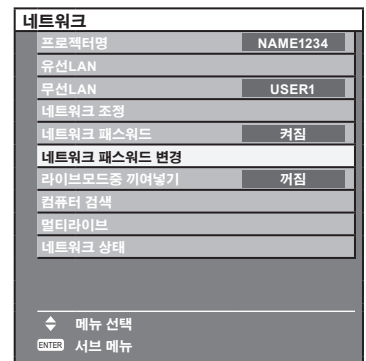 네트워크
프로젝터명 NAME1234
유선LAN
무선LAN USER1
네트워크 조정
네트워크 패스워드 켜짐
네트워크 패스워드 변경
라이브모드중 끼여넣기 꺼짐
컴퓨터 검색
멀티라이브
네트워크 상태
메뉴 선택
ENTER 서브 메뉴